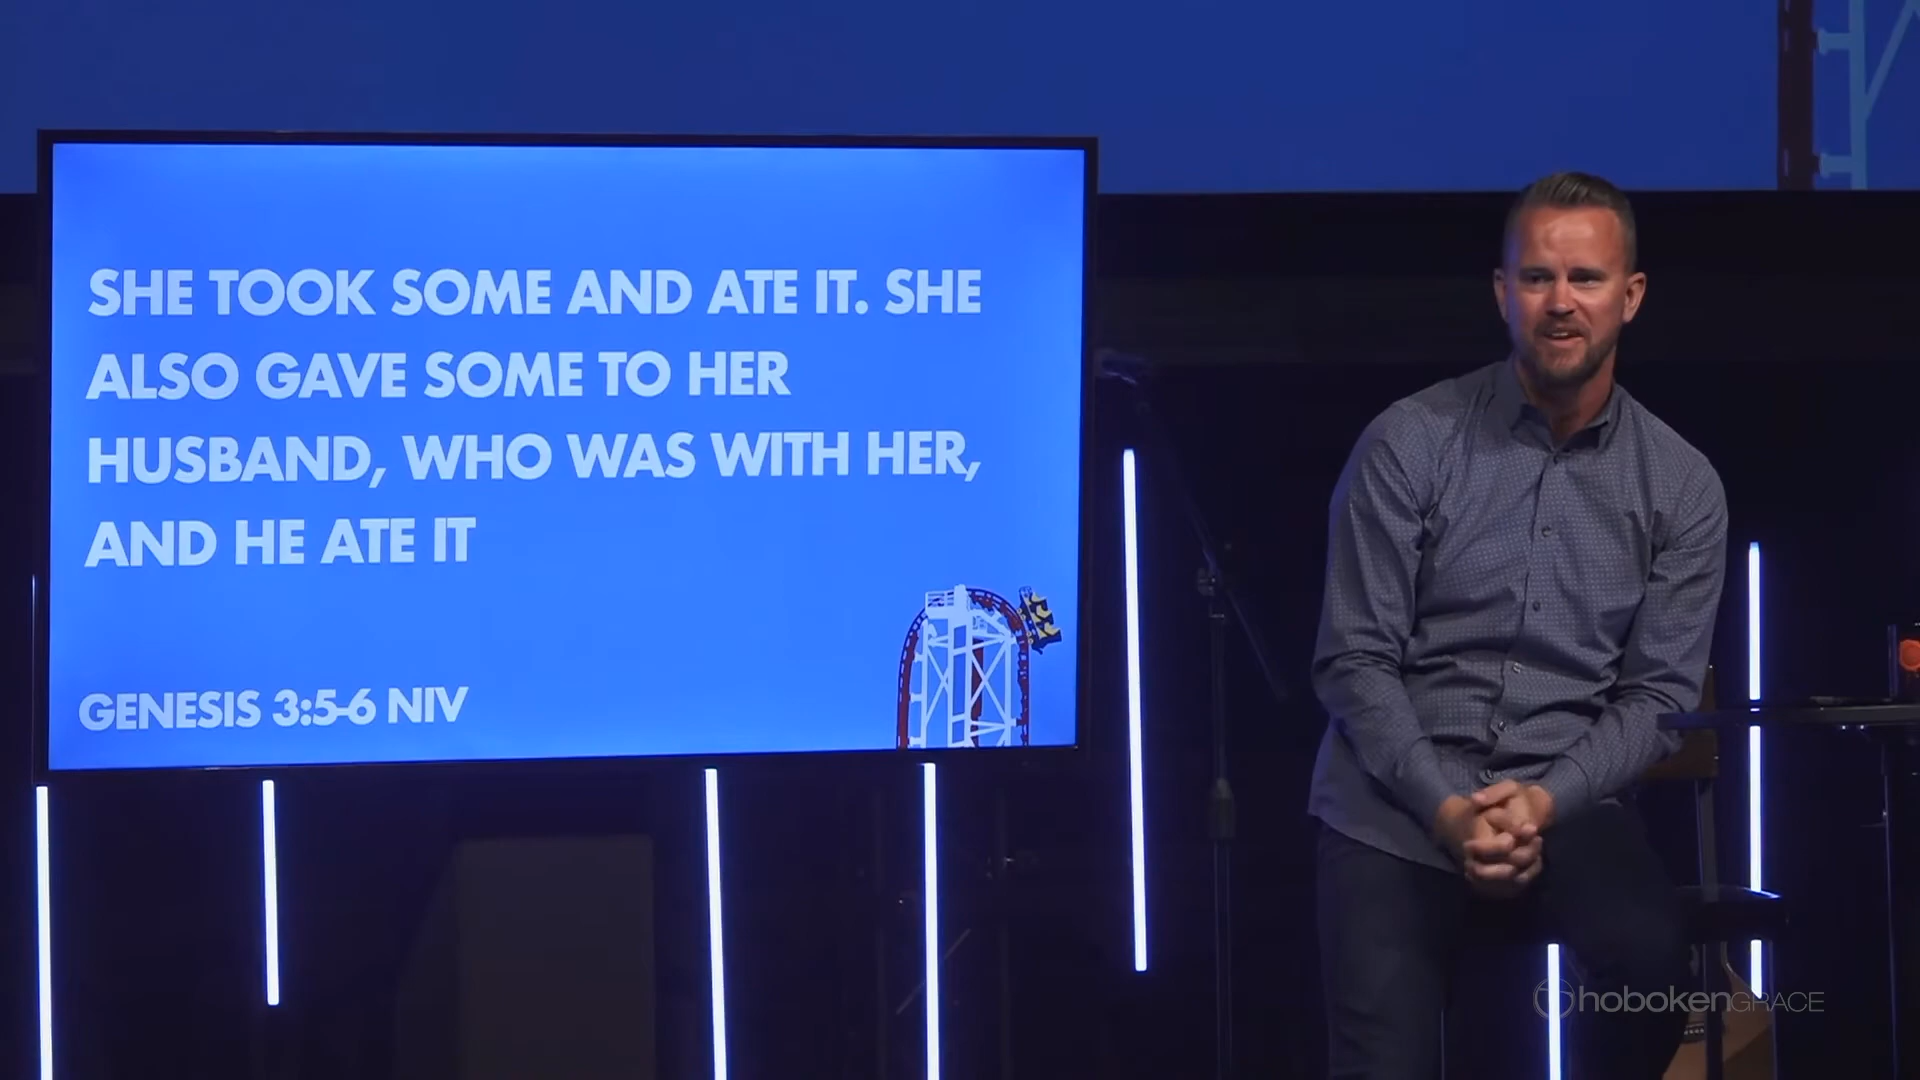 SHE TOOK SOME AND ATE IT. SHE
ALSO GAVE SOME TO HER
HUSBAND, WHO WAS WITH HER,
AND HE ATE IT
GENESIS 3:5-6 NIV
hobokenGRACE